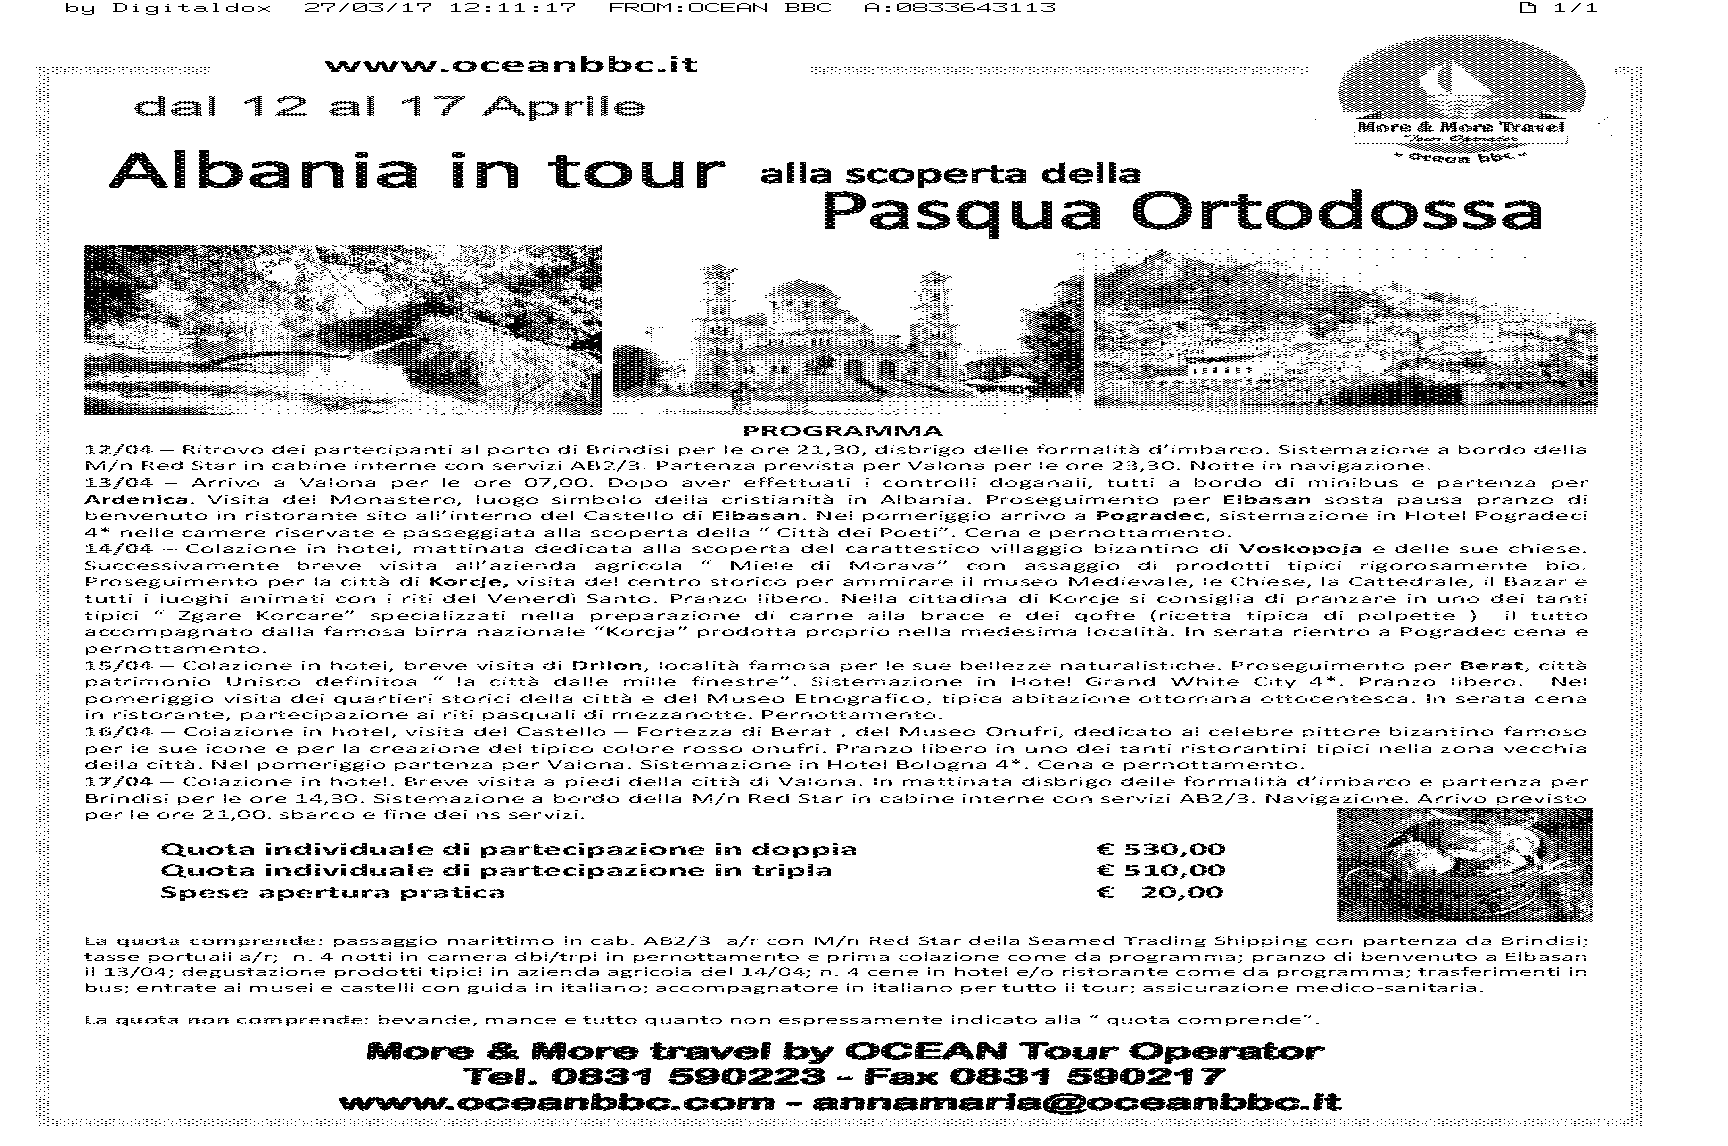 by Digitaldox 27/03/17 12:11:17 FROM:OCEAN BBC A:0833643113 1/1
www.oceanbbc.it
dal 12 al 17 Aprile
More & More Travel
Tour Operator
" Ocean bbc "
Albania in tour alla scoperta della
Pasqua Ortodossa
PROGRAMMA
12/04 – Ritrovo dei partecipanti al porto di Brindisi per le ore 21,30, disbrigo delle formalità d'imbarco. Sistemazione a bordo della
M/n Red Star in cabine interne con servizi AB2/3. Partenza prevista per Valona per le ore 23,30. Notte in navigazione.
13/04 – Arrivo a Valona per le ore 07,00. Dopo aver effettuati i controlli doganali, tutti a bordo di minibus e partenza per
Ardenica. Visita del Monastero, luogo simbolo della cristianità in Albania. Proseguimento per Elbasan sosta pausa pranzo di
benvenuto in ristorante sito all'interno del Castello di Elbasan. Nel pomeriggio arrivo a Pogradec, sistemazione in Hotel Pogradeci
4* nelle camere riservate e passeggiata alla scoperta della " Città dei Poeti". Cena e pernottamento.
14/04 – Colazione in hotel, mattinata dedicata alla scoperta del carattestico villaggio bizantino di Voskopoja e delle sue chiese.
Successivamente breve visita all'azienda agricola " Miele di Morava" con assaggio di prodotti tipici rigorosamente bio.
Proseguimento per la città di Korcje, visita del centro storico per ammirare il museo Medievale, le Chiese, la Cattedrale, il Bazar e
tutti i luoghi animati con i riti del Venerdì Santo. Pranzo libero. Nella cittadina di Korcje si consiglia di pranzare in uno dei tanti
tipici " Zgare Korcare" specializzati nella preparazione di carne alla brace e dei qofte (ricetta tipica di polpette ) il tutto
accompagnato dalla famosa birra nazionale "Korcja" prodotta proprio nella medesima località. In serata rientro a Pogradec cena e
pernottamento.
15/04 – Colazione in hotel, breve visita di Drilon, località famosa per le sue bellezze naturalistiche. Proseguimento per Berat, città
patrimonio Unisco definitoa " la città dalle mille finestre". Sistemazione in Hotel Grand White City 4*. Pranzo libero. Nel
pomeriggio visita dei quartieri storici della città e del Museo Etnografico, tipica abitazione ottomana ottocentesca. In serata cena
in ristorante, partecipazione ai riti pasquali di mezzanotte. Pernottamento.
16/04 – Colazione in hotel, visita del Castello – Fortezza di Berat , del Museo Onufri, dedicato al celebre pittore bizantino famoso
per le sue icone e per la creazione del tipico colore rosso onufri. Pranzo libero in uno dei tanti ristorantini tipici nella zona vecchia
della città. Nel pomeriggio partenza per Valona. Sistemazione in Hotel Bologna 4*. Cena e pernottamento.
17/04 – Colazione in hotel. Breve visita a piedi della città di Valona. In mattinata disbrigo delle formalità d'imbarco e partenza per
Brindisi per le ore 14,30. Sistemazione a bordo della M/n Red Star in cabine interne con servizi AB2/3. Navigazione. Arrivo previsto
per le ore 21,00. sbarco e fine dei ns servizi.
Quota individuale di partecipazione in doppia € 530,00
Quota individuale di partecipazione in tripla € 510,00
Spese apertura pratica € 20,00
La quota comprende: passaggio marittimo in cab. AB2/3 a/r con M/n Red Star della Seamed Trading Shipping con partenza da Brindisi;
tasse portuali a/r; n. 4 notti in camera dbl/trpl in pernottamento e prima colazione come da programma; pranzo di benvenuto a Elbasan
il 13/04; degustazione prodotti tipici in azienda agricola del 14/04; n. 4 cene in hotel e/o ristorante come da programma; trasferimenti in
bus; entrate ai musei e castelli con guida in italiano; accompagnatore in italiano per tutto il tour; assicurazione medico-sanitaria.
La quota non comprende: bevande, mance e tutto quanto non espressamente indicato alla " quota comprende".
More & More travel by OCEAN Tour Operator
Tel. 0831 590223 – Fax 0831 590217
www.oceanbbc.com – annamaria@oceanbbc.it